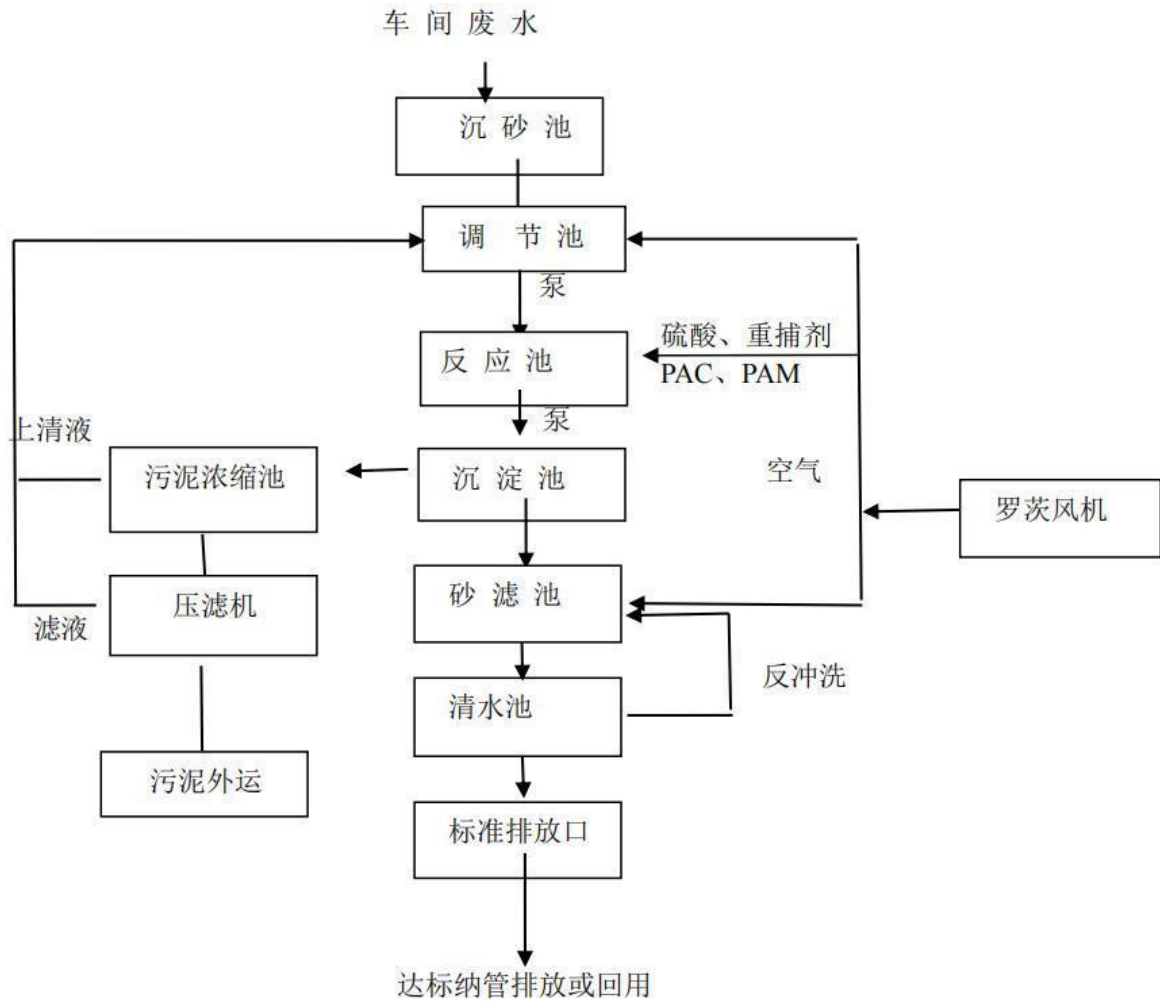 车间废水
沉砂池
调节池
泵
硫酸、重捕剂
反应池
PAC、PAM
泵
上清液
污泥浓缩池
沉淀池
空气
罗茨风机
压滤机
砂滤池
滤液
反冲洗
清水池
污泥外运
标准排放口
达标纳管排放或回用